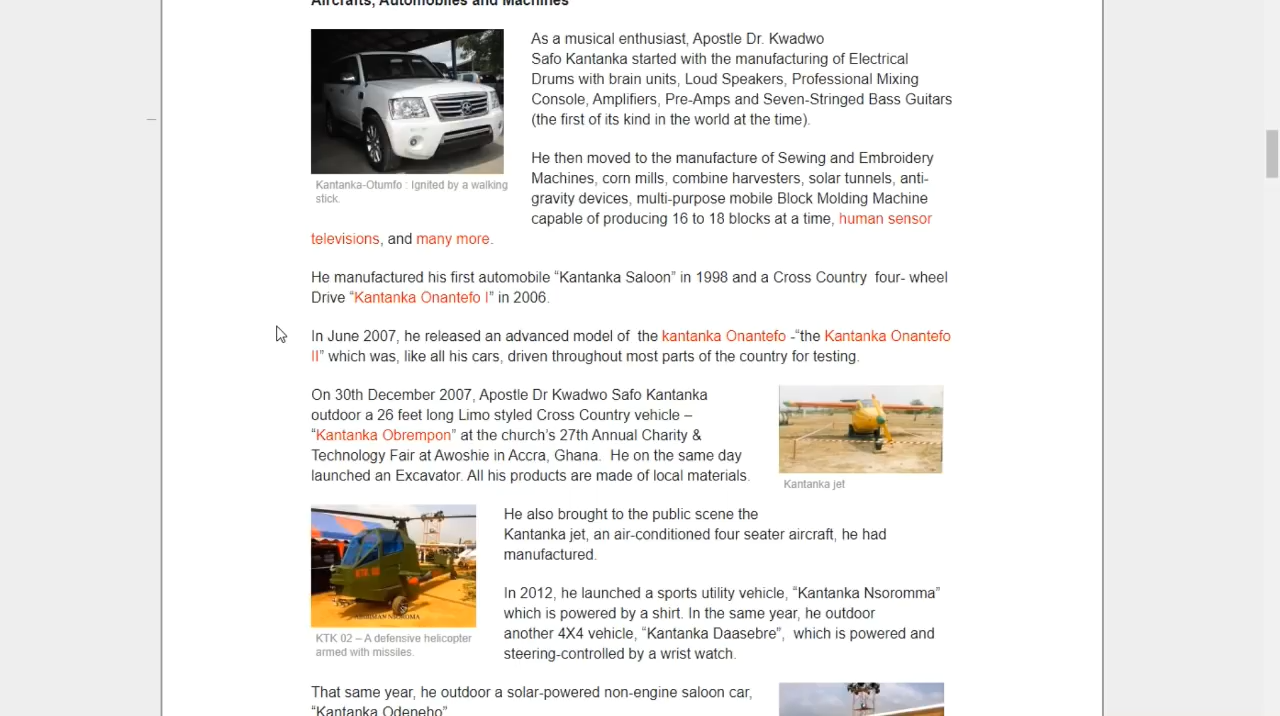 Aircrafts, Automobiles and Machines
As a musical enthusiast, Apostle Dr. Kwadwo
Safo Kantanka started with the manufacturing of Electrical
Drums with brain units, Loud Speakers, Professional Mixing
Console, Amplifiers, Pre-Amps and Seven-Stringed Bass Guitars
(the first of its kind in the world at the time).
Kantanka-Otumfo : Ignited by a walking
stick.
He then moved to the manufacture of Sewing and Embroidery
Machines, corn mills, combine harvesters, solar tunnels, anti-
gravity devices, multi-purpose mobile Block Molding Machine
capable of producing 16 to 18 blocks at a time, human sensor
televisions, and many more.
He manufactured his first automobile “Kantanka Saloon” in 1998 and a Cross Country  four- wheel
Drive “Kantanka Onantefo I” in 2006.
In June 2007, he released an advanced model of  the kantanka Onantefo -“the Kantanka Onantefo
II” which was, like all his cars, driven throughout most parts of the country for testing.
On 30th December 2007, Apostle Dr Kwadwo Safo Kantanka
outdoor a 26 feet long Limo styled Cross Country vehicle –
“Kantanka Obrempon” at the church’s 27th Annual Charity &
Technology Fair at Awoshie in Accra, Ghana.  He on the same day
launched an Excavator. All his products are made of local materials.
Kantanka jet
He also brought to the public scene the
Kantanka jet, an air-conditioned four seater aircraft, he had
manufactured.
KTK 02 – A defensive helicopter
armed with missiles.
In 2012, he launched a sports utility vehicle, “Kantanka Nsoromma”
which is powered by a shirt. In the same year, he outdoor
another 4X4 vehicle, “Kantanka Daasebre”,  which is powered and
steering-controlled by a wrist watch.
That same year, he outdoor a solar-powered non-engine saloon car,
“Kantanka Odeneho”